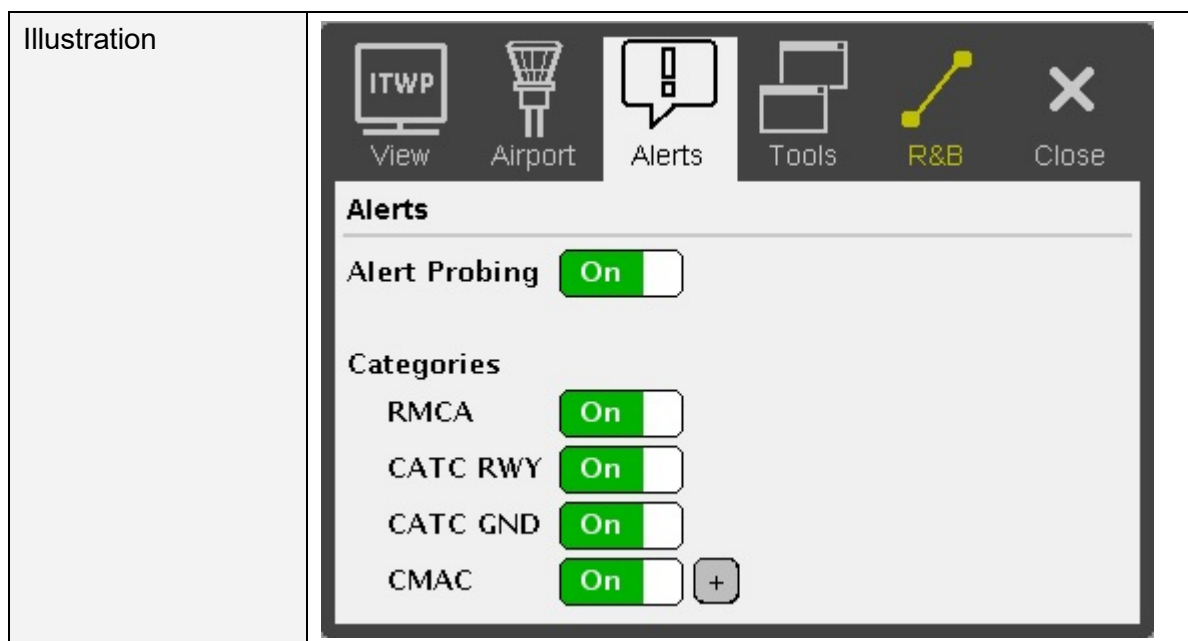 Illustration
ITWP
View Airport Alerts Tools R&B Close
Alerts
Alert Probing On
Categories
RMCA On
CATC RWY On
CATC GND On
CMAC On +